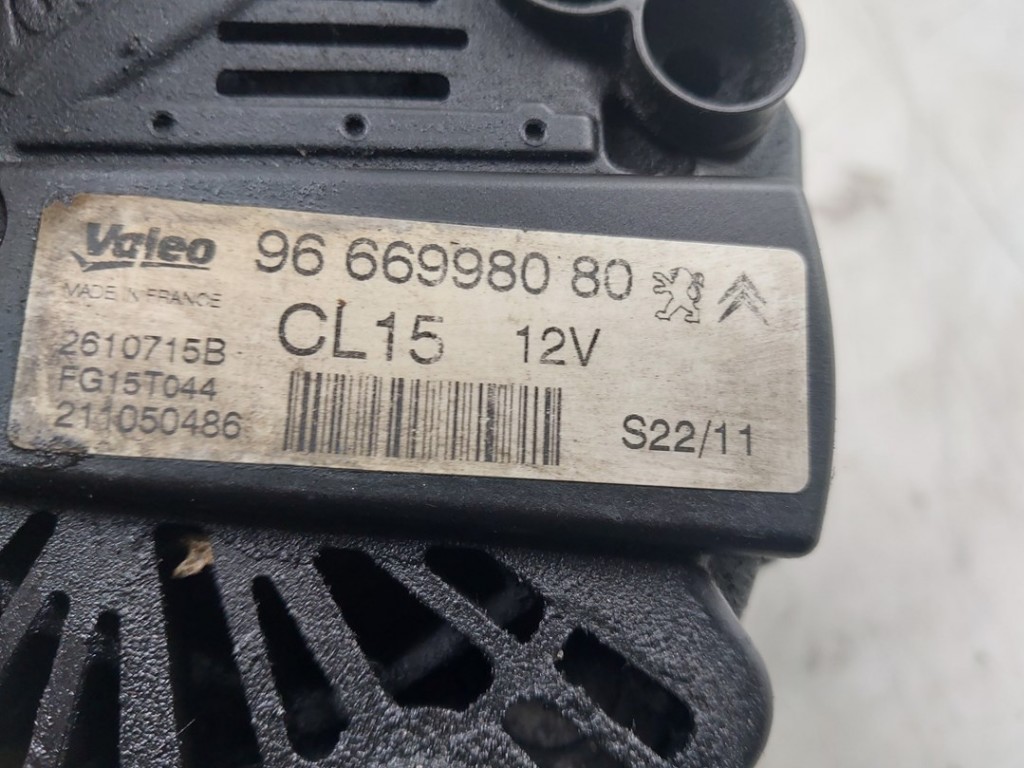 Valeo 96 669980 80
MADE IN FRANCE
CL15 12V
2610715B
FG15T044
211050486
S22/11